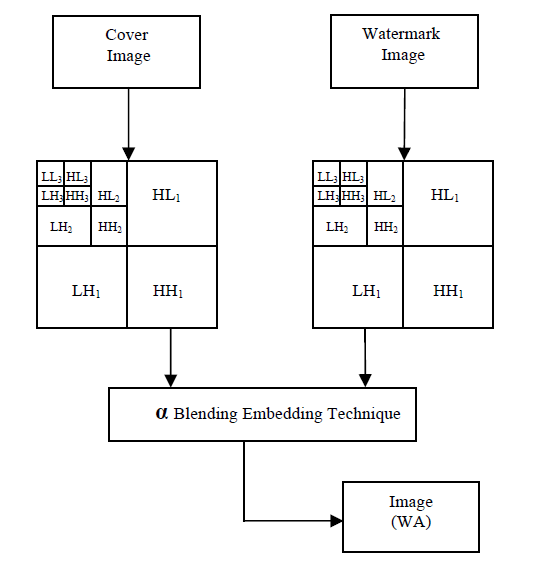 Cover
Image
Watermark
Image
LL₃ HL₃
LH₃ HH₃ HL₂
HL₁
LH₂ HH₂
LH₁ HH₁
LL₃ HL₃
LH₃ HH₃ HL₂
HL₁
LH₂ HH₂
LH₁ HH₁
α Blending Embedding Technique
Image
(WA)